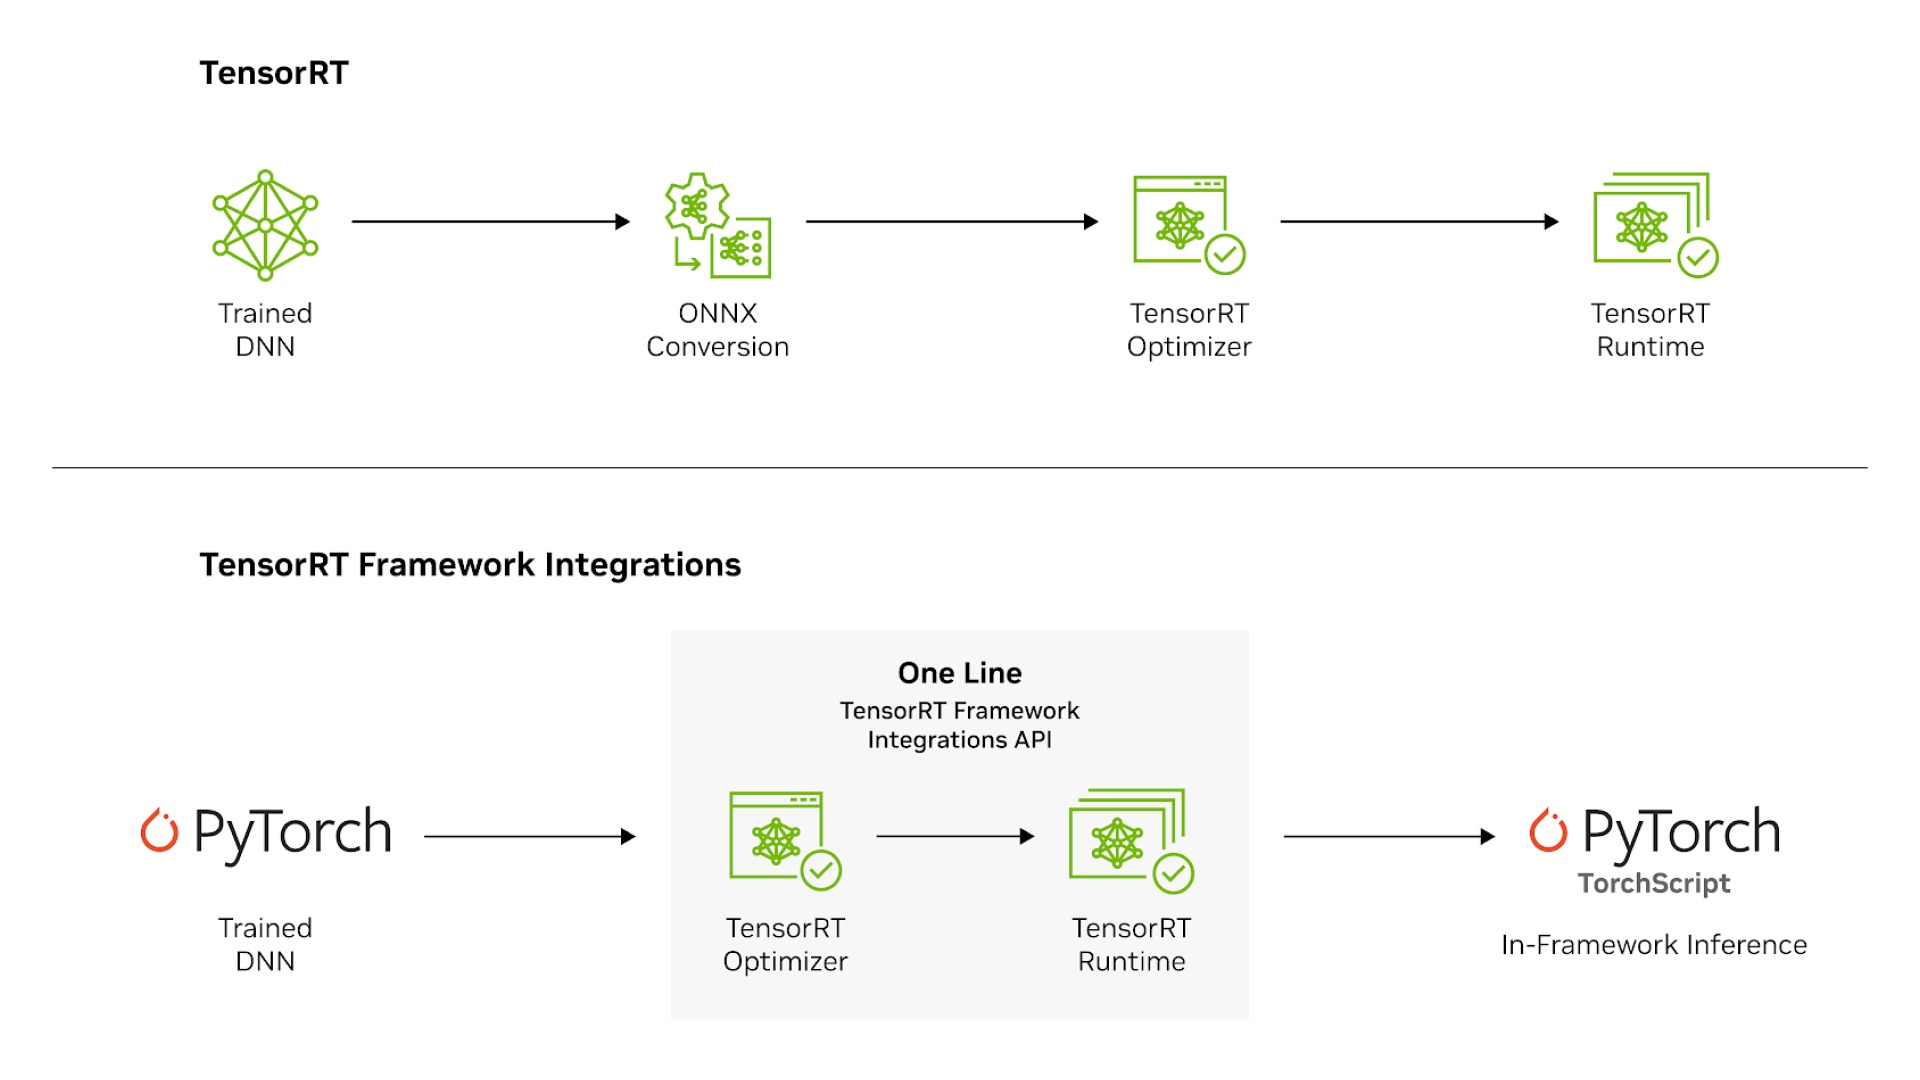 TensorRT
Trained
DNN
ONNX
Conversion
TensorRT
Optimizer
TensorRT
Runtime
TensorRT Framework Integrations
One Line
TensorRT Framework
Integrations API
PyTorch
Trained
DNN
TensorRT
Optimizer
TensorRT
Runtime
PyTorch
TorchScript
In-Framework Inference